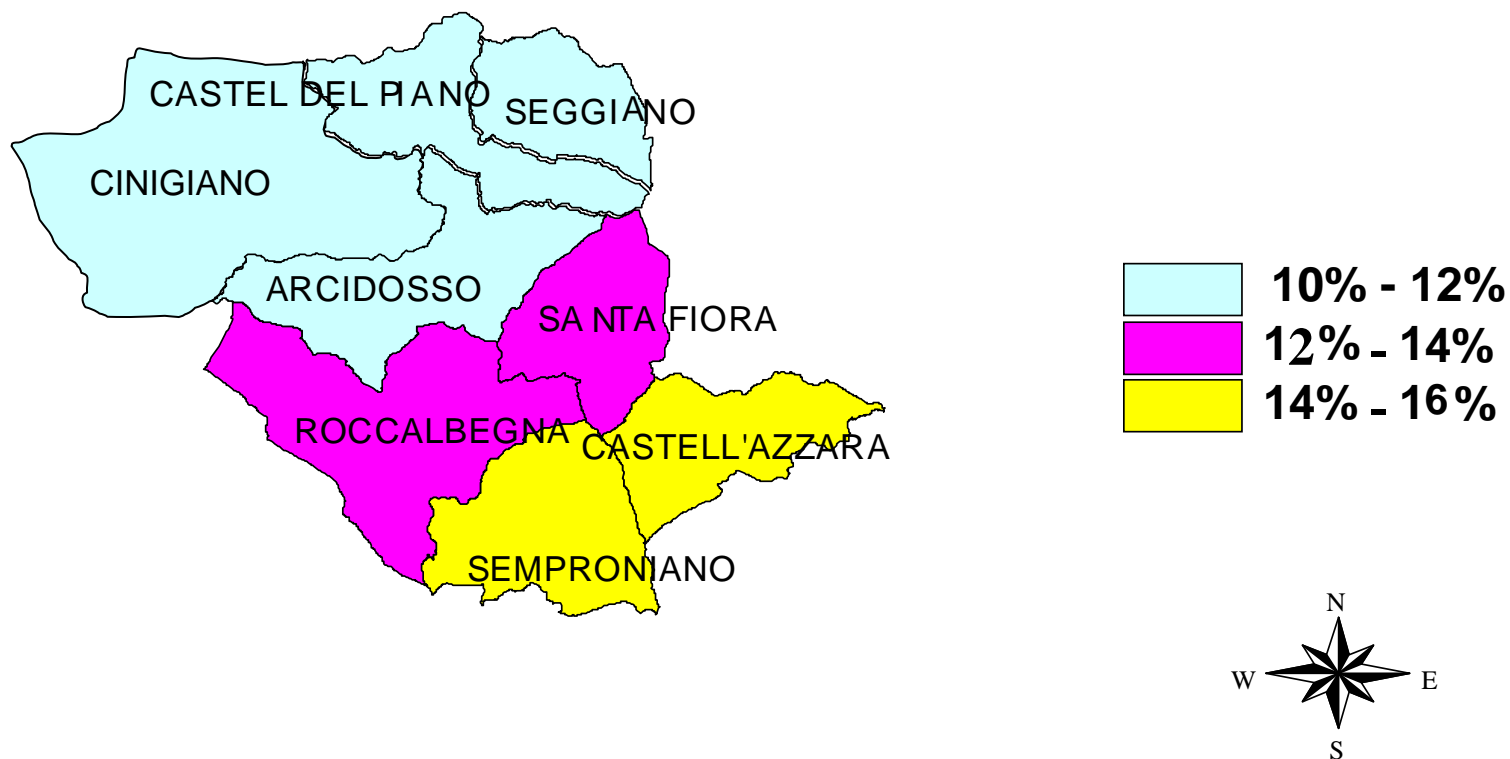 CASTEL DEL PIANO
SEGGIANO
CINIGIANO
ARCIDOSSO
SANTA FIORA
ROCCALBEGNA
CASTELL'AZZARA
SEMPRONIANO
10% - 12%
12% - 14%
14% - 16%
N
W
E
S